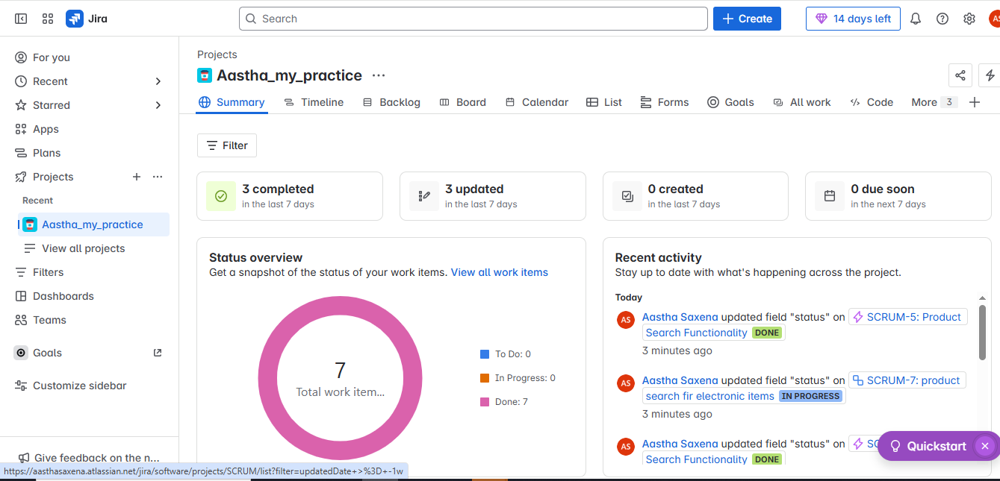 Jira
Search
Create
14 days left
AS
For you
Recent
Starred
Apps
Plans
Projects
Recent
Aastha_my_practice
View all projects
Filters
Dashboards
Teams
Goals
Customize sidebar
Give feedback on the n...
Projects
Aastha_my_practice
Summary Timeline Backlog Board Calendar List Forms Goals All work Code More 3
Filter
3 completed
in the last 7 days
3 updated
in the last 7 days
0 created
in the last 7 days
0 due soon
in the next 7 days
Status overview
Get a snapshot of the status of your work items. View all work items
7
Total work item...
To Do: 0
In Progress: 0
Done: 7
Recent activity
Stay up to date with what's happening across the project.
Today
AS
Aastha Saxena updated field "status" on SCRUM-5: Product
Search Functionality DONE
3 minutes ago
AS
Aastha Saxena updated field "status" on SCRUM-7: product
search fir electronic items IN PROGRESS
3 minutes ago
AS
Aastha Saxena updated field "status" on
Search Functionality DONE
Quickstart
https://aasthasaxena.atlassian.net/jira/software/projects/SCRUM/list?filter=updatedDate+>%3D+-1w